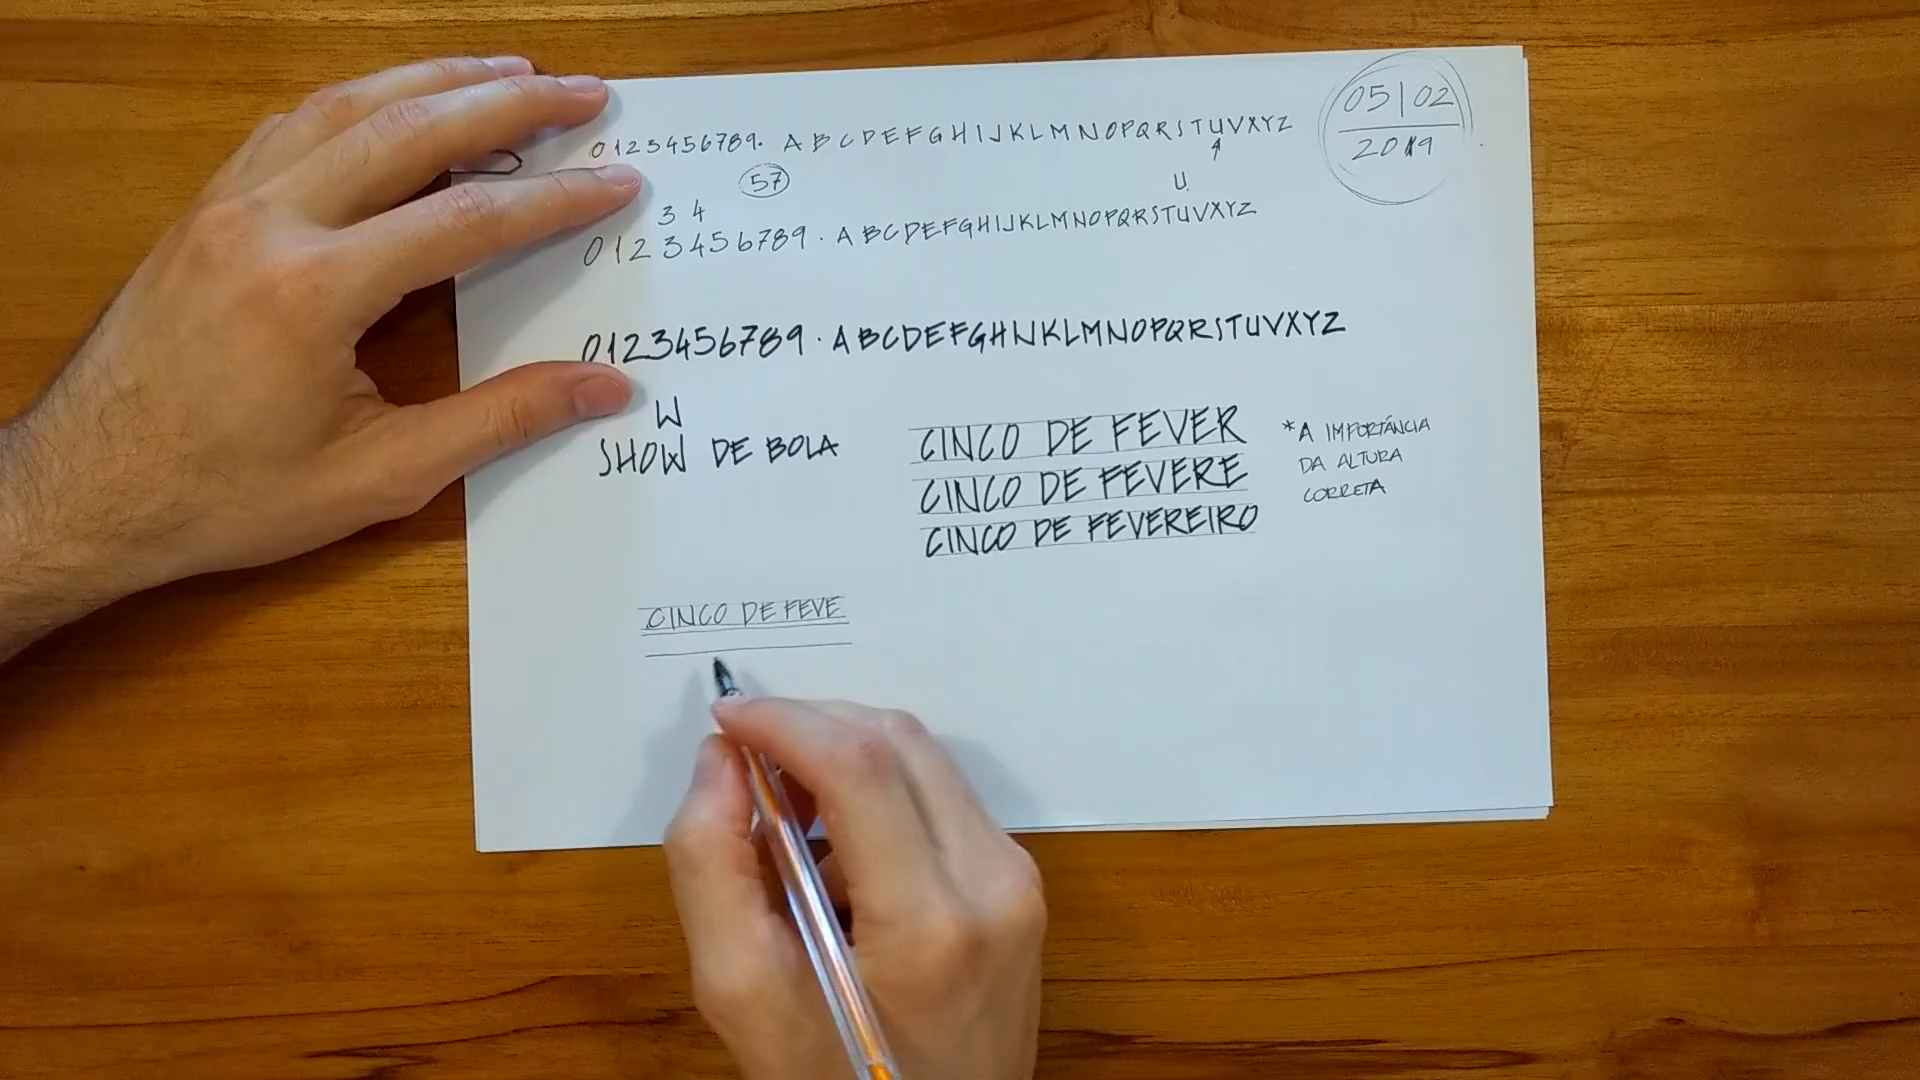 0123456789. ABCDEFGHIJKLMNOPQRSTUVXYZ
05|02
2019
57
U.
3 4
0123456789. ABCDEFGHIJKLMNOPQRSTUVXYZ
0123456789. ABCDEFGHIJKLMNOPQRSTUVXYZ
W
SHOW DE BOLA
CINCO DE FEVER
CINCO DE FEVERE
CINCO DE FEVEREIRO
*A IMPORTÂNCIA
DA ALTURA
CORRETA
CINCO DE FEVE